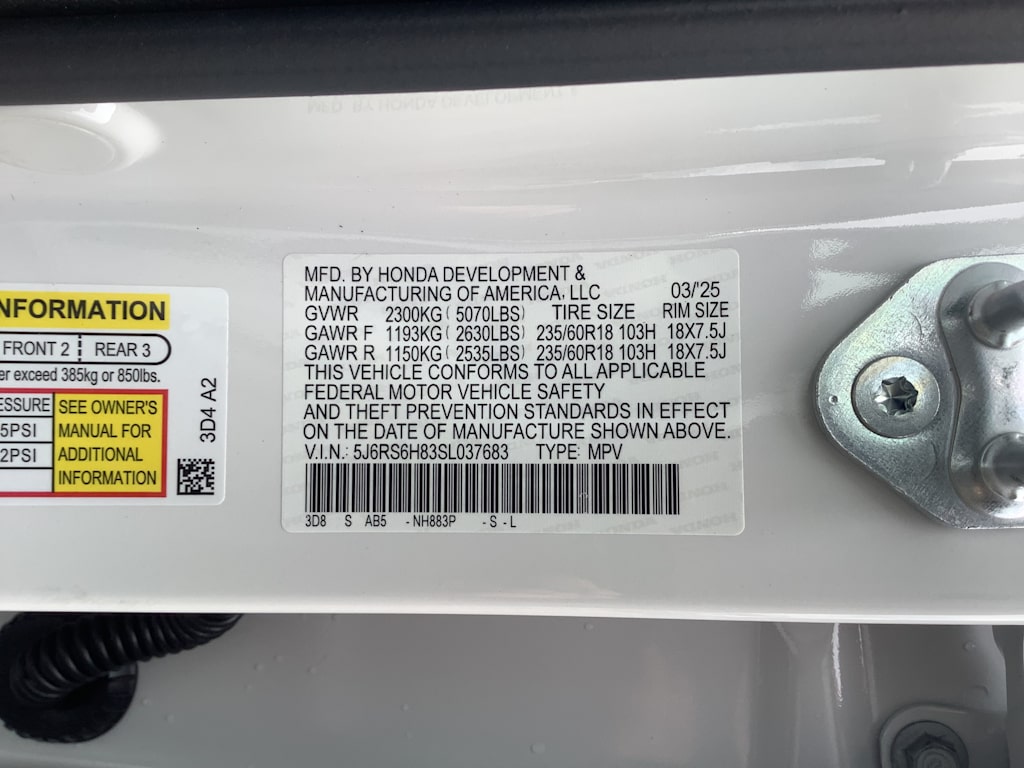 NFORMATION
FRONT 2 REAR 3
er exceed 385kg or 850lbs.
ESSURE SEE OWNER'S
5PSI MANUAL FOR
2PSI ADDITIONAL
INFORMATION
3D4 A2
MFD. BY HONDA DEVELOPMENT &
MANUFACTURING OF AMERICA, LLC 03/'25
GVWR 2300KG ( 5070LBS) TIRE SIZE RIM SIZE
GAWR F 1193KG ( 2630LBS) 235/60R18 103H 18X7.5J
GAWR R 1150KG ( 2535LBS) 235/60R18 103H 18X7.5J
THIS VEHICLE CONFORMS TO ALL APPLICABLE
FEDERAL MOTOR VEHICLE SAFETY
AND THEFT PREVENTION STANDARDS IN EFFECT
ON THE DATE OF MANUFACTURE SHOWN ABOVE.
V.I.N.: 5J6RS6H83SL037683 TYPE: MPV
3D8 S AB5 -NH883P -S-L